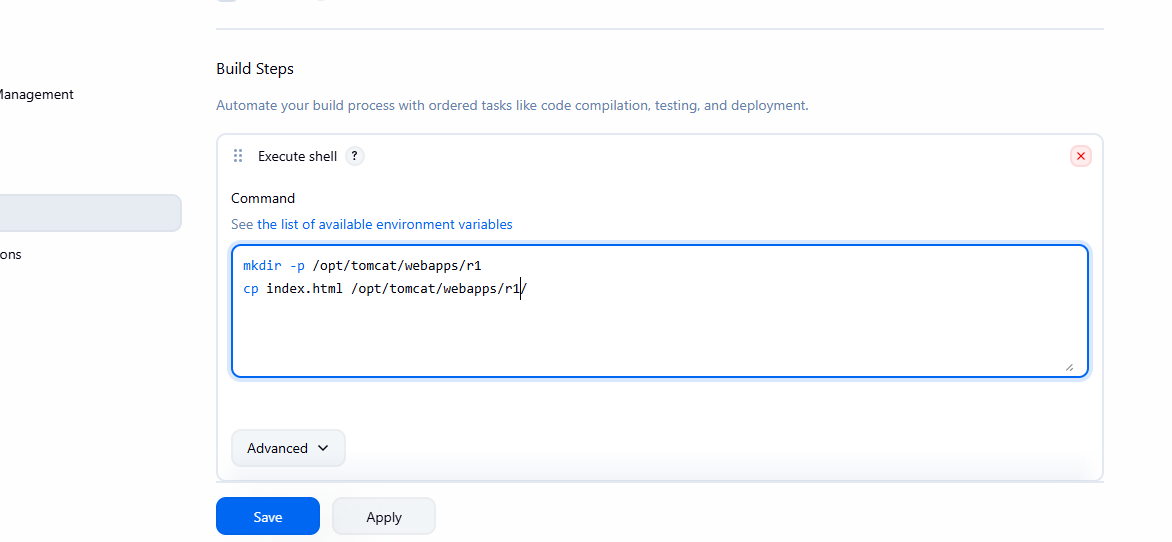 Build Steps
Management
Automate your build process with ordered tasks like code compilation, testing, and deployment.
Execute shell ?
Command
See the list of available environment variables
ons
mkdir -p /opt/tomcat/webapps/r1
cp index.html /opt/tomcat/webapps/r1/
Advanced
Save Apply